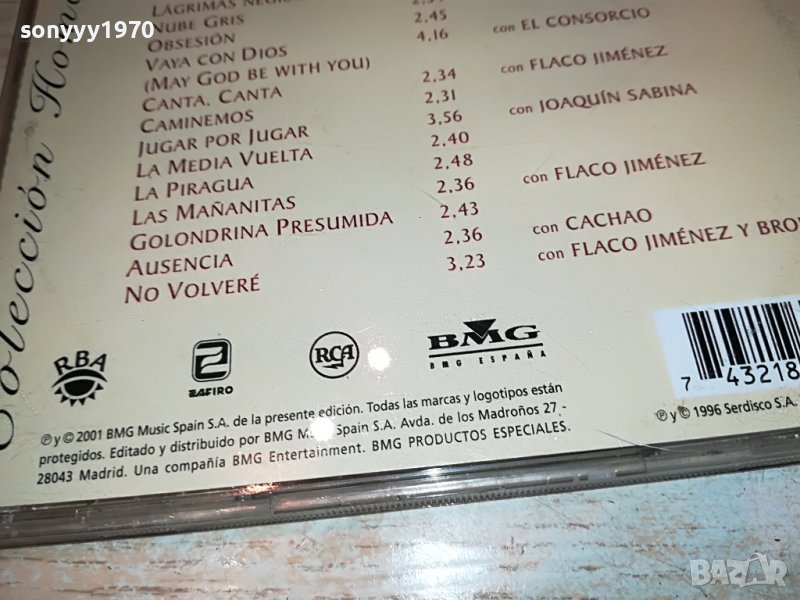 sonyyy1970
Colección
LÁGRIMAS
NUBE GRIS 2,45
OBSESIÓN 4,16 con EL CONSORCIO
VAYA CON DIOS
(MAY GOD BE WITH YOU) 2,34 con FLACO JIMÉNEZ
CANTA, CANTA 2,31
CAMINEMOS 3,56 con JOAQUÍN SABINA
JUGAR POR JUGAR 2,40
LA MEDIA VUELTA 2,48
LA PIRAGUA 2,36 con FLACO JIMÉNEZ
LAS MAÑANITAS 2,43
GOLONDRINA PRESUMIDA 2,36 con CACHAO
AUSENCIA 3,23 con FLACO JIMÉNEZ Y
NO VOLVERÉ
RBA
2
ZAFIRO
RCA
BMG
BMG ESPAÑA
7 43218
℗ y © 2001 BMG Music Spain S.A. de la presente edición. Todas las marcas y logotipos están
protegidos. Editado y distribuido por BMG Spain S.A. Avda. de los Madroños 27 -
28043 Madrid. Una compañía BMG Entertainment. BMG PRODUCTOS ESPECIALES.
℗ y © 1996 Serdisco S.A.
BAZAR